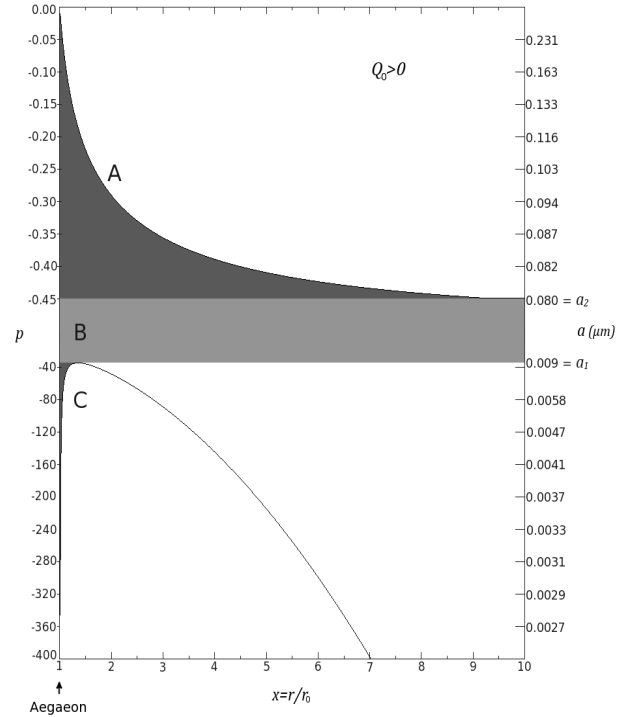 0.00
-0.05 0.231
Q₀>0
-0.10 0.163
-0.15 0.133
-0.20 0.116
-0.25 A 0.103
-0.30 0.094
-0.35 0.087
-0.40 0.082
-0.45 0.080 = a₂
p B a (μm)
0.009 = a₁
-40
-80 C 0.0058
-120 0.0047
-160 0.0041
-200 0.0037
-240 0.0033
-280 0.0031
-320 0.0029
-360 0.0027
-400
1 2 3 4 5 6 7 8 9 10
x=r/r₀
Aegaeon